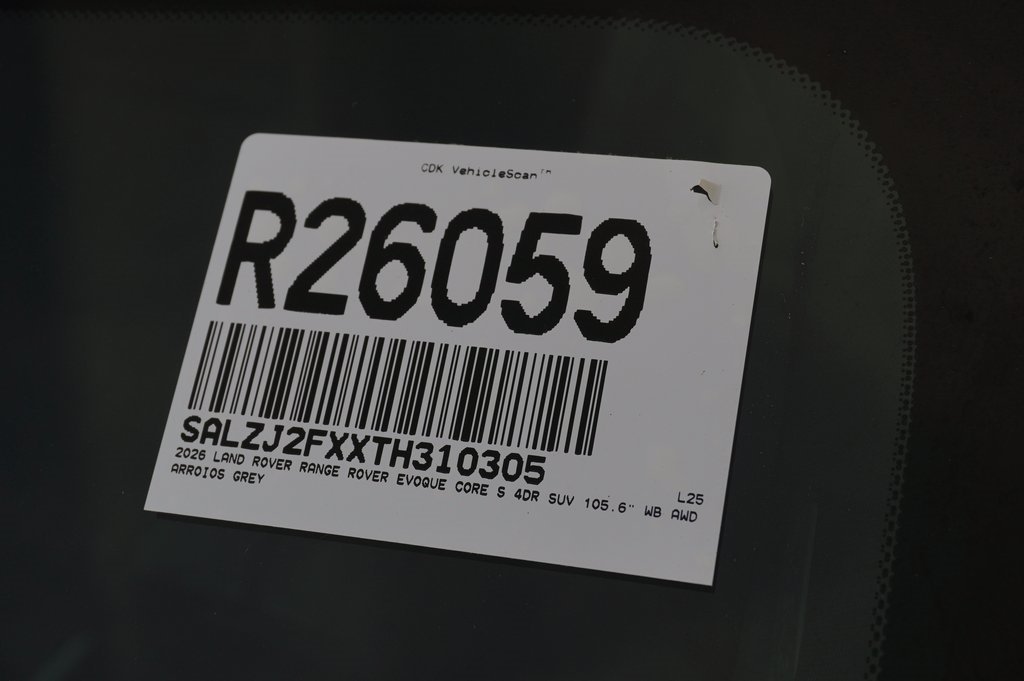 CDK VehicleScan™
R26059
SALZJ2FXXTH310305
2026 LAND ROVER RANGE ROVER EVOQUE CORE S 4DR SUV 105.6" WB AWD
ARROIOS GREY
L25